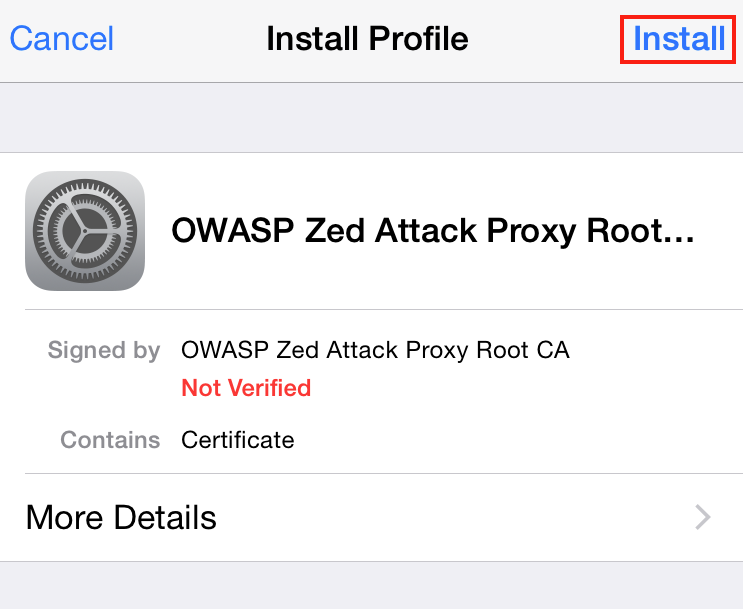 Cancel Install Profile Install
OWASP Zed Attack Proxy Root...
Signed by OWASP Zed Attack Proxy Root CA
Not Verified
Contains Certificate
More Details